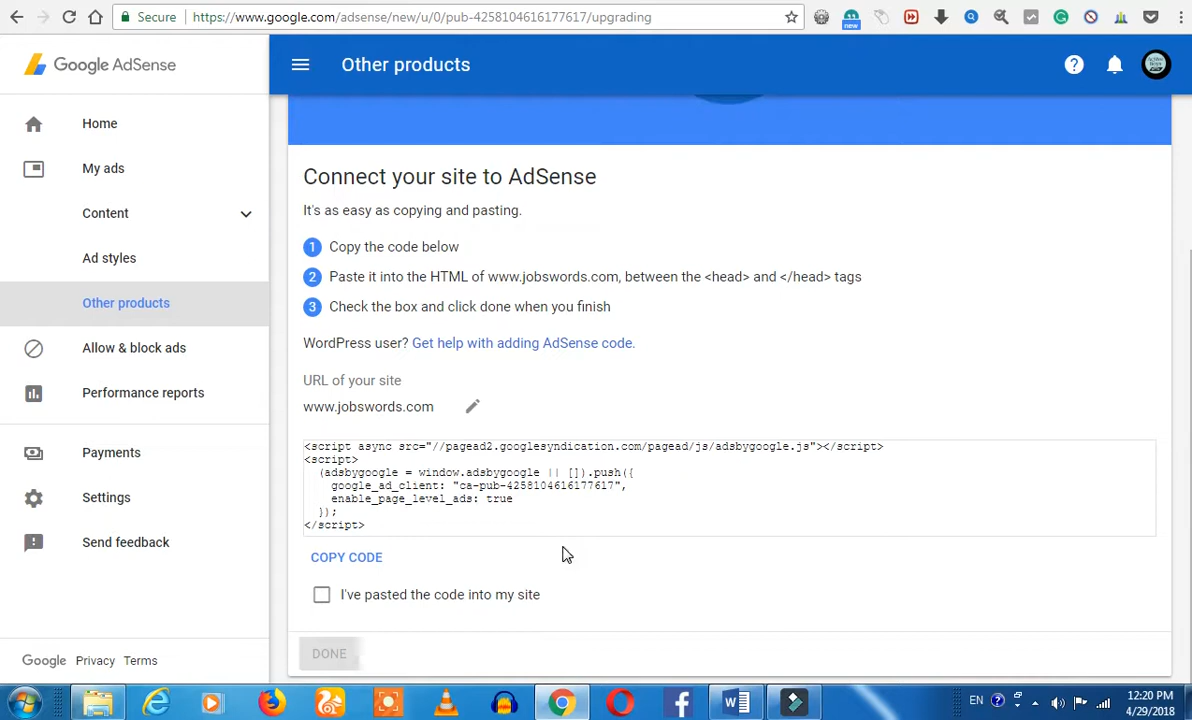 Secure
https://www.google.com/adsense/new/u/0/pub-4258104616177617/upgrading
new
Google AdSense
Other products
Home
My ads
Content
Ad styles
Other products
Allow & block ads
Performance reports
Payments
Settings
Send feedback
Google Privacy Terms
Connect your site to AdSense
It's as easy as copying and pasting.
1 Copy the code below
2 Paste it into the HTML of www.jobswords.com, between the <head> and </head> tags
3 Check the box and click done when you finish
WordPress user? Get help with adding AdSense code.
URL of your site
www.jobswords.com
<script async src="//pagead2.googlesyndication.com/pagead/js/adsbygoogle.js"></script>
<script>
(adsbygoogle = window.adsbygoogle || []).push({
google_ad_client: "ca-pub-4258104616177617",
enable_page_level_ads: true
});
</script>
COPY CODE
I've pasted the code into my site
DONE
EN
12:20 PM
4/29/2018